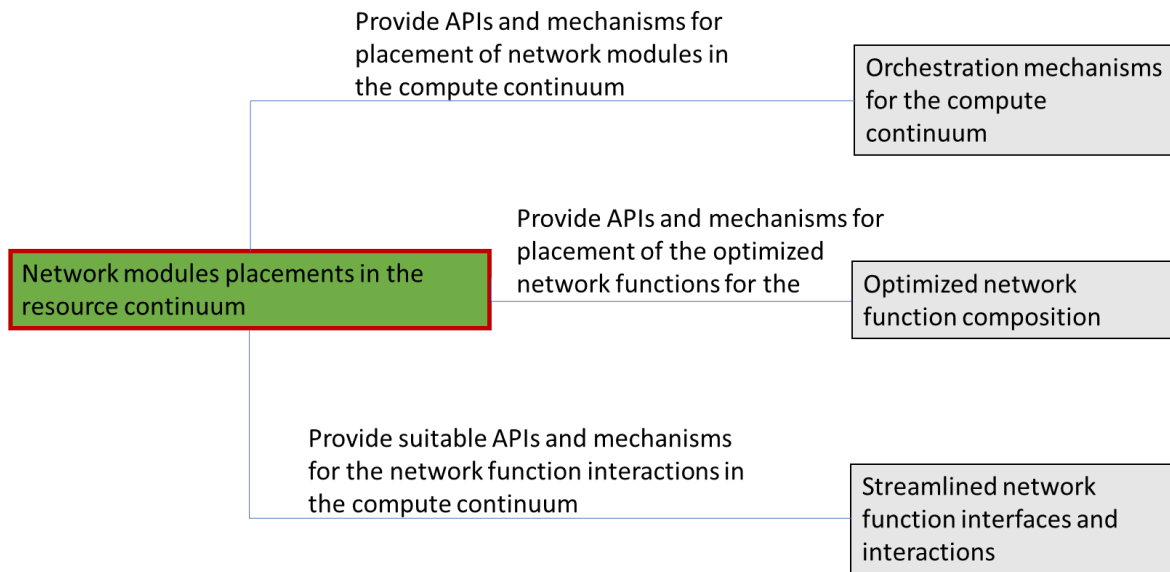 Provide APIs and mechanisms for
placement of network modules in
the compute continuum
Orchestration mechanisms
for the compute
continuum
Provide APIs and mechanisms for
placement of the optimized
network functions for the
Network modules placements in the
resource continuum
Optimized network
function composition
Provide suitable APIs and mechanisms
for the network function interactions in
the compute continuum
Streamlined network
function interfaces and
interactions